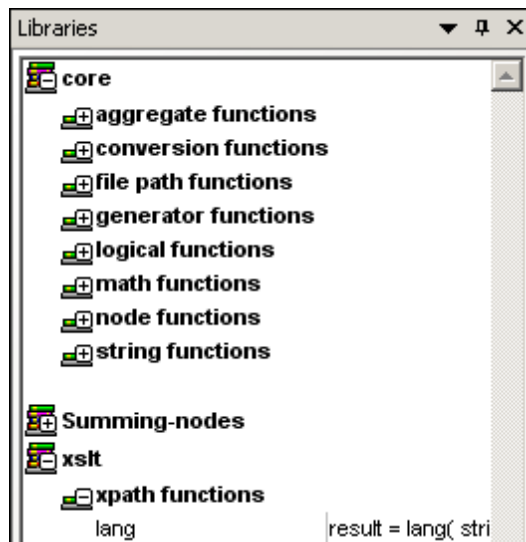 Libraries
core
aggregate functions
conversion functions
file path functions
generator functions
logical functions
math functions
node functions
string functions
Summing-nodes
xslt
xpath functions
lang result = lang( stri